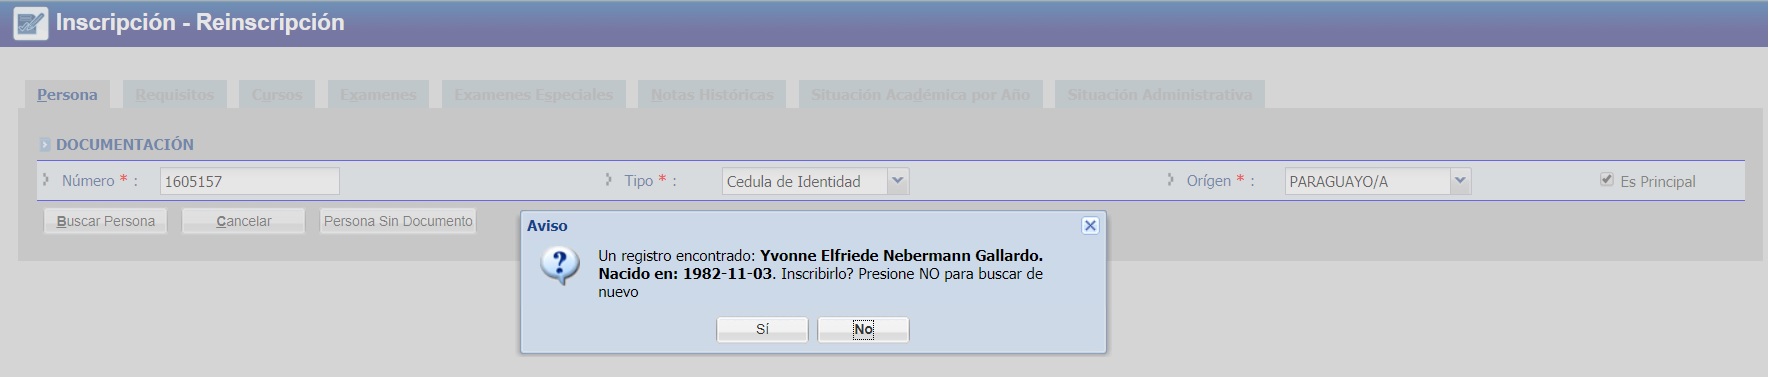 Inscripción - Reinscripción
Persona Requisitos Cursos Examenes Examenes Especiales Notas Históricas Situación Académica por Año Situación Administrativa
DOCUMENTACIÓN
Número * : 1605157 Tipo * : Cedula de Identidad Orígen * : PARAGUAYO/A Es Principal
Buscar Persona Cancelar Persona Sin Documento
Aviso
Un registro encontrado: Yvonne Elfriede Nebermann Gallardo.
Nacido en: 1982-11-03. Inscribirlo? Presione NO para buscar de
nuevo
Sí No